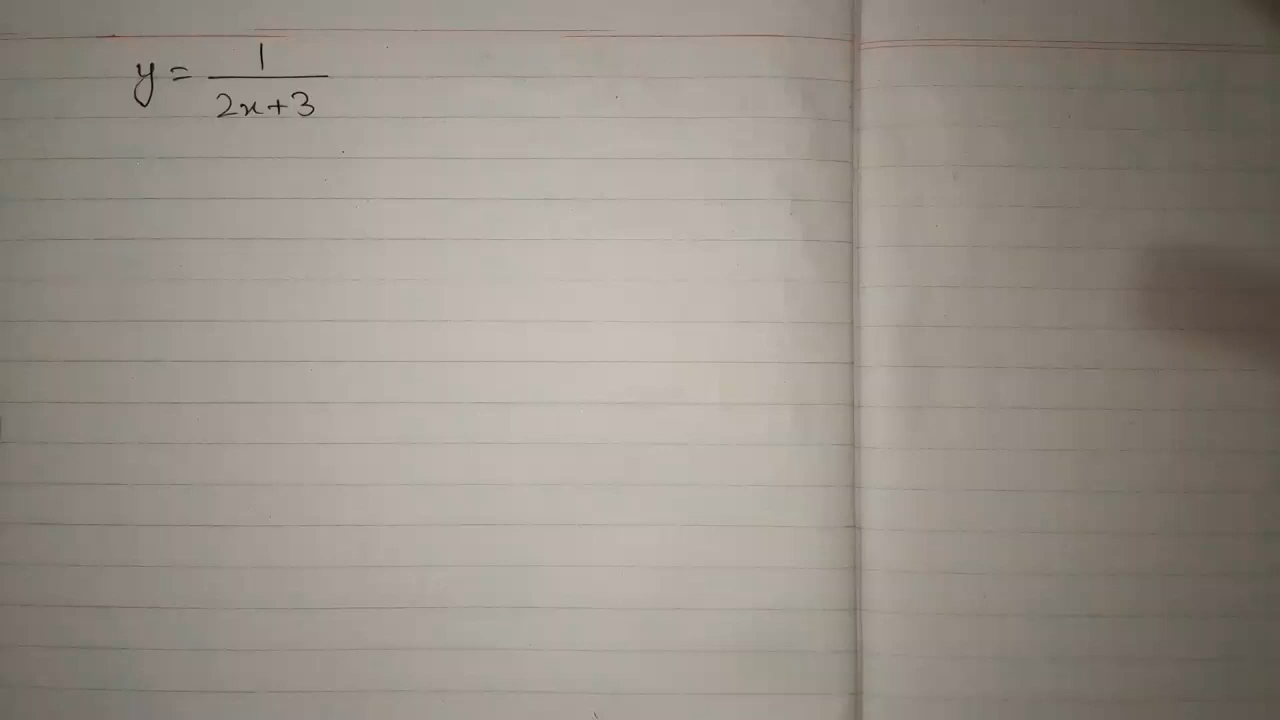 y = 1/(2x+3)